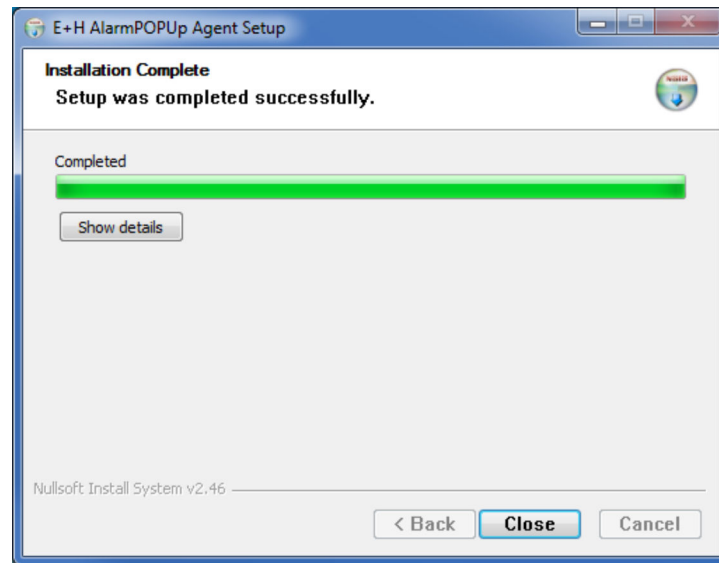 E+H AlarmPOPUp Agent Setup
Installation Complete
Setup was completed successfully.
Completed
Show details
Nullsoft Install System v2.46
< Back
Close
Cancel